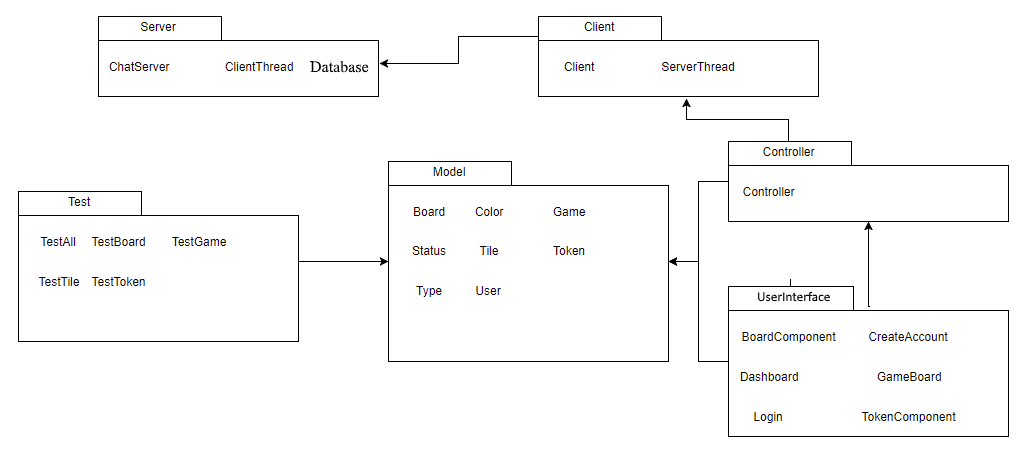 Server
ChatServer ClientThread Database
Client
Client ServerThread
Controller
Controller
Model
Board Color Game
Status Tile Token
Type User
Test
TestAll TestBoard TestGame
TestTile TestToken
UserInterface
BoardComponent CreateAccount
Dashboard GameBoard
Login TokenComponent